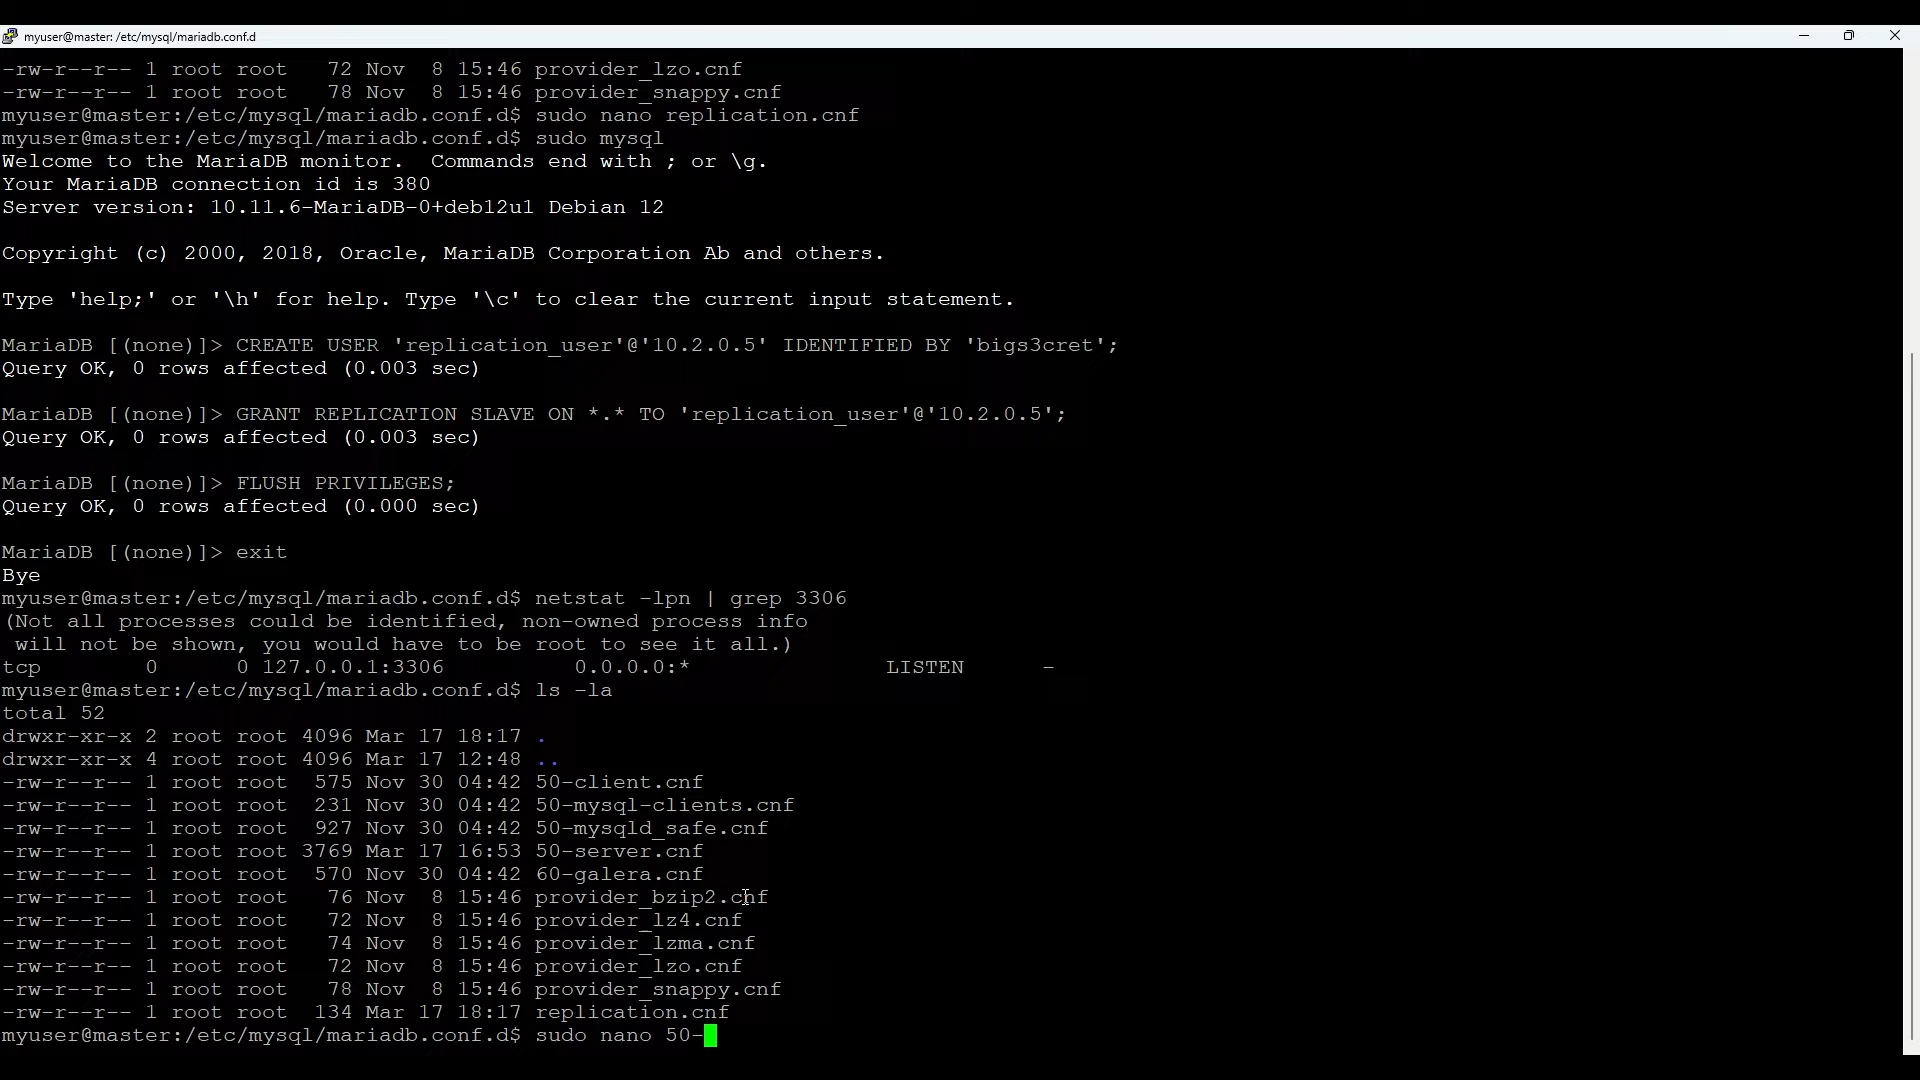 myuser@master: /etc/mysql/mariadb.conf.d
-rw-r--r-- 1 root root   72 Nov  8 15:46 provider_lzo.cnf
-rw-r--r-- 1 root root   78 Nov  8 15:46 provider_snappy.cnf
myuser@master:/etc/mysql/mariadb.conf.d$ sudo nano replication.cnf
myuser@master:/etc/mysql/mariadb.conf.d$ sudo mysql
Welcome to the MariaDB monitor.  Commands end with ; or \g.
Your MariaDB connection id is 380
Server version: 10.11.6-MariaDB-0+deb12u1 Debian 12
Copyright (c) 2000, 2018, Oracle, MariaDB Corporation Ab and others.
Type 'help;' or '\h' for help. Type '\c' to clear the current input statement.
MariaDB [(none)]> CREATE USER 'replication_user'@'10.2.0.5' IDENTIFIED BY 'bigs3cret';
Query OK, 0 rows affected (0.003 sec)
MariaDB [(none)]> GRANT REPLICATION SLAVE ON *.* TO 'replication_user'@'10.2.0.5';
Query OK, 0 rows affected (0.003 sec)
MariaDB [(none)]> FLUSH PRIVILEGES;
Query OK, 0 rows affected (0.000 sec)
MariaDB [(none)]> exit
Bye
myuser@master:/etc/mysql/mariadb.conf.d$ netstat -lpn | grep 3306
(Not all processes could be identified, non-owned process info
 will not be shown, you would have to be root to see it all.)
tcp        0      0 127.0.0.1:3306          0.0.0.0:*               LISTEN      -
myuser@master:/etc/mysql/mariadb.conf.d$ ls -la
total 52
drwxr-xr-x 2 root root 4096 Mar 17 18:17 .
drwxr-xr-x 4 root root 4096 Mar 17 12:48 ..
-rw-r--r-- 1 root root  575 Nov 30 04:42 50-client.cnf
-rw-r--r-- 1 root root  231 Nov 30 04:42 50-mysql-clients.cnf
-rw-r--r-- 1 root root  927 Nov 30 04:42 50-mysqld_safe.cnf
-rw-r--r-- 1 root root 3769 Mar 17 16:53 50-server.cnf
-rw-r--r-- 1 root root  570 Nov 30 04:42 60-galera.cnf
-rw-r--r-- 1 root root   76 Nov  8 15:46 provider_bzip2.cnf
-rw-r--r-- 1 root root   72 Nov  8 15:46 provider_lz4.cnf
-rw-r--r-- 1 root root   74 Nov  8 15:46 provider_lzma.cnf
-rw-r--r-- 1 root root   72 Nov  8 15:46 provider_lzo.cnf
-rw-r--r-- 1 root root   78 Nov  8 15:46 provider_snappy.cnf
-rw-r--r-- 1 root root  134 Mar 17 18:17 replication.cnf
myuser@master:/etc/mysql/mariadb.conf.d$ sudo nano 50-